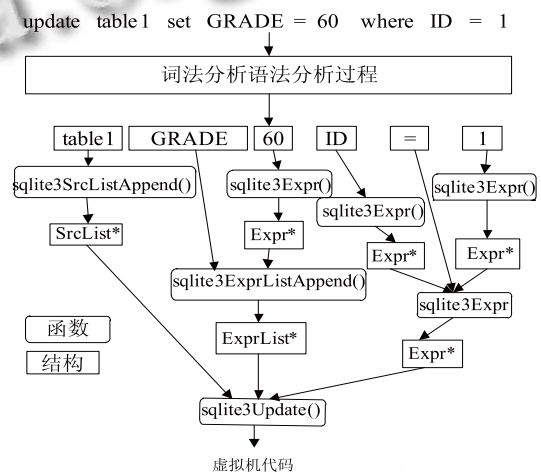 update table1 set GRADE = 60 where ID = 1
词法分析语法分析过程
table1 GRADE 60 ID = 1
sqlite3SrcListAppend() sqlite3Expr() sqlite3Expr() sqlite3Expr()
SrcList* Expr* Expr* Expr*
sqlite3ExprListAppend() sqlite3Expr
函数 ExprList* Expr*
结构
sqlite3Update()
虚拟机代码